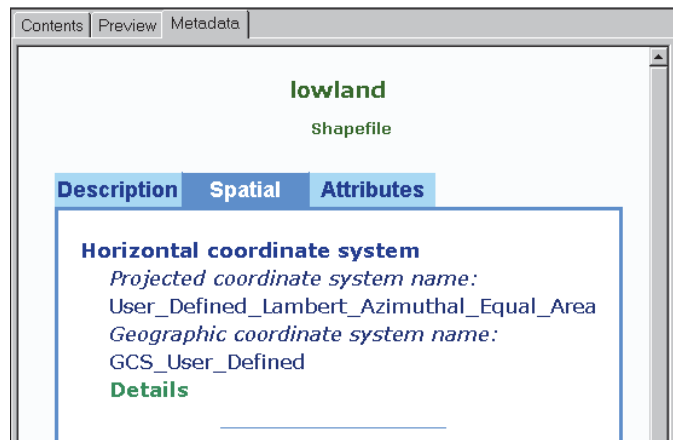 Contents Preview Metadata
lowland
Shapefile
Description Spatial Attributes
Horizontal coordinate system
Projected coordinate system name:
User_Defined_Lambert_Azimuthal_Equal_Area
Geographic coordinate system name:
GCS_User_Defined
Details